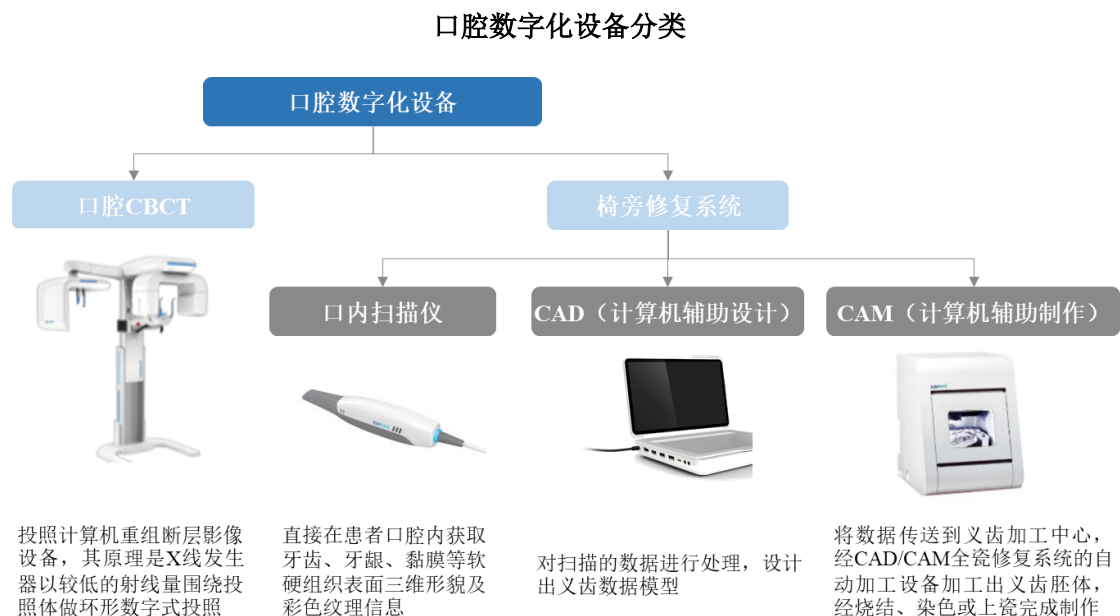 口腔数字化设备分类
口腔数字化设备
口腔CBCT
椅旁修复系统
口内扫描仪
CAD（计算机辅助设计）
CAM（计算机辅助制作）
投照计算机重组断层影像
设备，其原理是X线发生
器以较低的射线量围绕投
照体做环形数字式投照
直接在患者口腔内获取
牙齿、牙龈、黏膜等软
硬组织表面三维形貌及
彩色纹理信息
对扫描的数据进行处理，设计
出义齿数据模型
将数据传送到义齿加工中心，
经CAD/CAM全瓷修复系统的自
动加工设备加工出义齿胚体，
经烧结、染色或上瓷完成制作